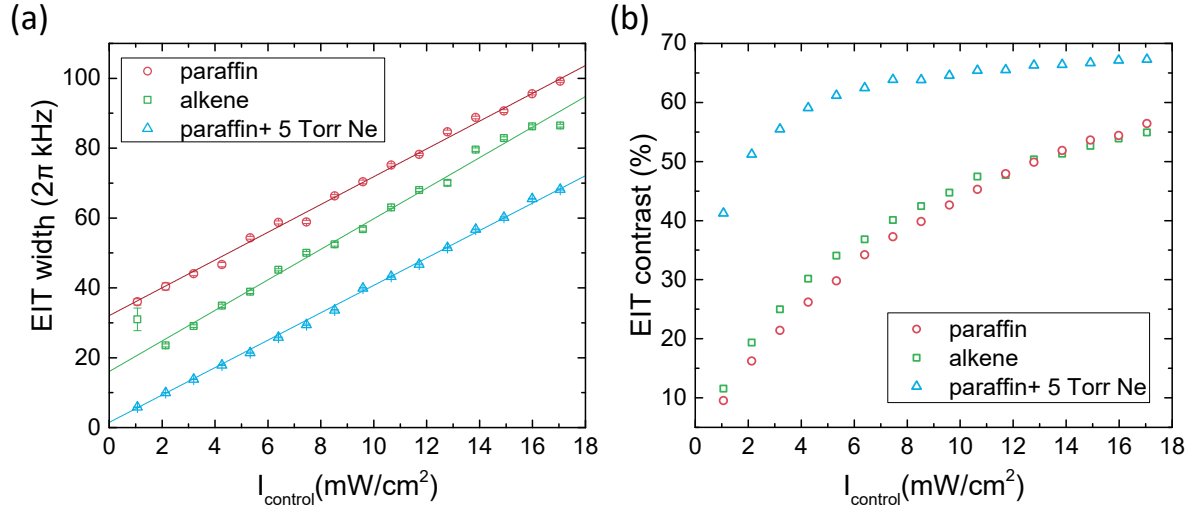 (a)
EIT width (2π kHz)
100
80
60
40
20
0
paraffin
alkene
paraffin+ 5 Torr Ne
0 2 4 6 8 10 12 14 16 18
I_control(mW/cm²)
(b)
EIT contrast (%)
70
60
50
40
30
20
10
paraffin
alkene
paraffin+ 5 Torr Ne
0 2 4 6 8 10 12 14 16 18
I_control(mW/cm²)